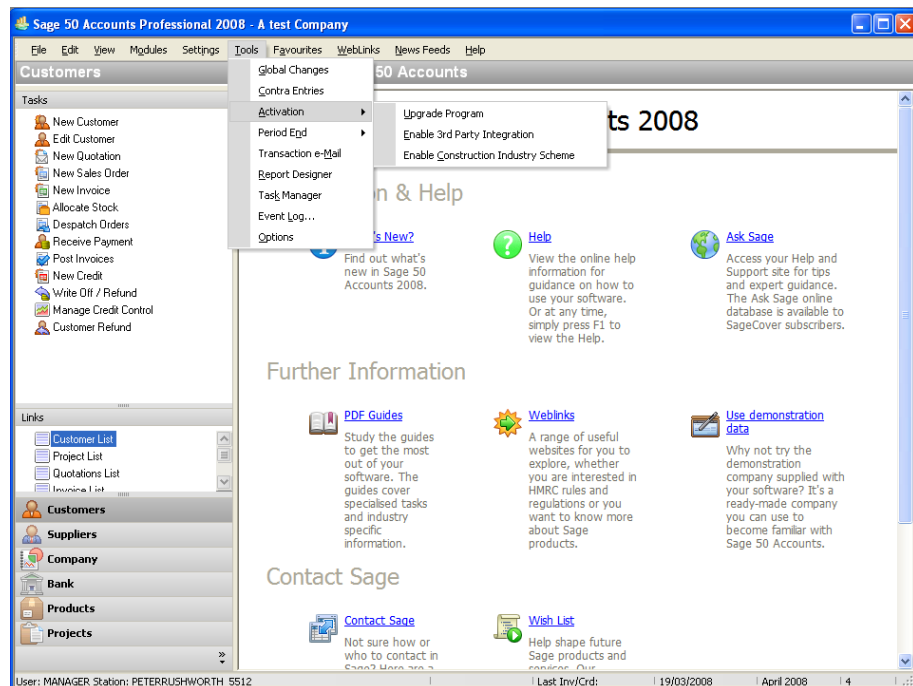 Sage 50 Accounts Professional 2008 - A test Company
File Edit View Modules Settings Tools Favourites WebLinks News Feeds Help
Customers
50 Accounts
Global Changes
Contra Entries
Activation
Period End
Transaction e-Mail
Report Designer
Task Manager
Event Log...
Options
Upgrade Program
Enable 3rd Party Integration
Enable Construction Industry Scheme
Tasks
New Customer
Edit Customer
New Quotation
New Sales Order
New Invoice
Allocate Stock
Despatch Orders
Receive Payment
Post Invoices
New Credit
Write Off / Refund
Manage Credit Control
Customer Refund
Links
Customer List
Project List
Quotations List
Invoice List
Customers
Suppliers
Company
Bank
Products
Projects
ts 2008
n & Help
's New?
Find out what's
new in Sage 50
Accounts 2008.
Help
View the online help
information for
guidance on how to
use your software.
Or at any time,
simply press F1 to
view the Help.
Ask Sage
Access your Help and
Support site for tips
and expert guidance.
The Ask Sage online
database is available to
SageCover subscribers.
Further Information
PDF Guides
Study the guides
to get the most
out of your
software. The
guides cover
specialised tasks
and industry
specific
information.
Weblinks
A range of useful
websites for you to
explore, whether
you are interested in
HMRC rules and
regulations or you
want to know more
about Sage
products.
Use demonstration
data
Why not try the
demonstration
company supplied with
your software? It's a
ready-made company
you can use to
become familiar with
Sage 50 Accounts.
Contact Sage
Contact Sage
Not sure how or
who to contact in
Sage? Here are a
Wish List
Help shape future
Sage products and
services. Our
User: MANAGER Station: PETERRUSHWORTH 5512
Last Inv/Crd:
19/03/2008
April 2008
4